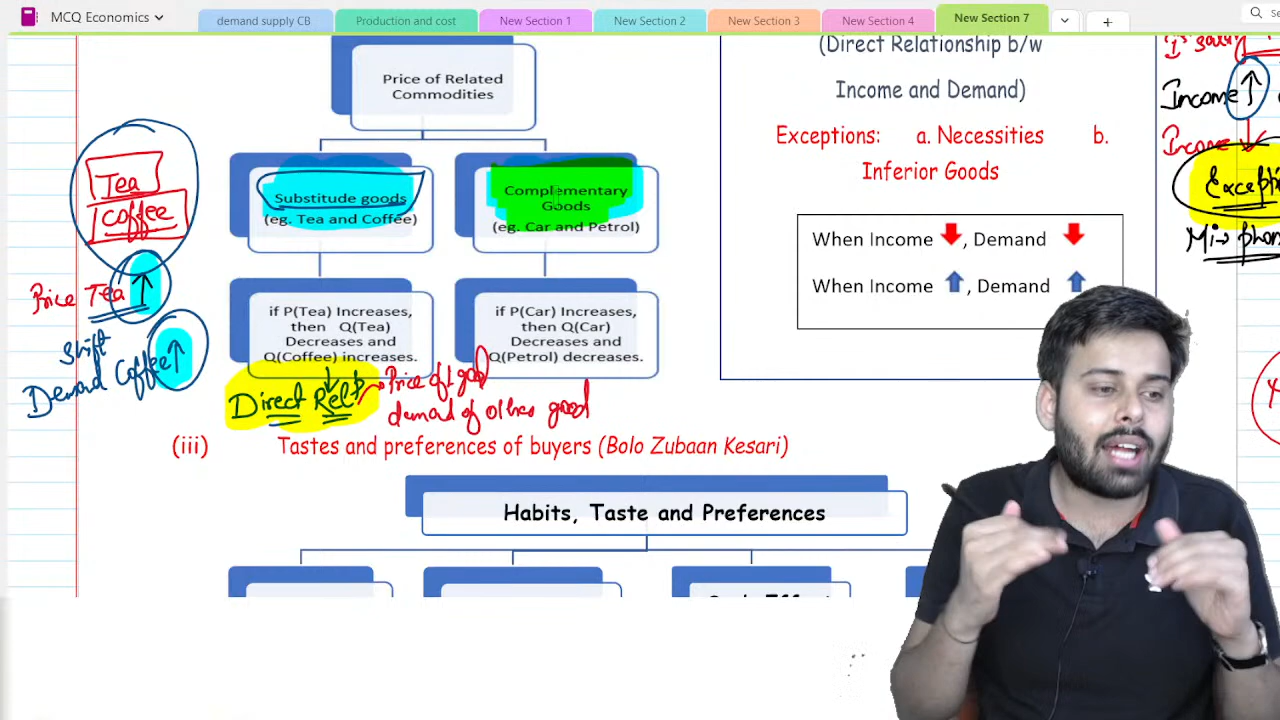 MCQ Economics
demand supply CB
Production and cost
New Section 1
New Section 2
New Section 3
New Section 4
New Section 7
Price of Related
Commodities
Substitude goods
(eg. Tea and Coffee)
Complementary
Goods
(eg. Car and Petrol)
if P(Tea) Increases,
then Q(Tea)
Decreases and
Q(Coffee) increases.
if P(Car) Increases,
then Q(Car)
Decreases and
Q(Petrol) decreases.
Tea
coffee
Price Tea ↑
Shift
Demand Coffee ↑
Direct Relp
Price of 1 good
demand of other good
(Direct Relationship b/w
Income and Demand)
Exceptions: a. Necessities b.
Inferior Goods
When Income , Demand
When Income , Demand
Income ↑
Income ↓
(iii) Tastes and preferences of buyers (Bolo Zubaan Kesari)
Habits, Taste and Preferences